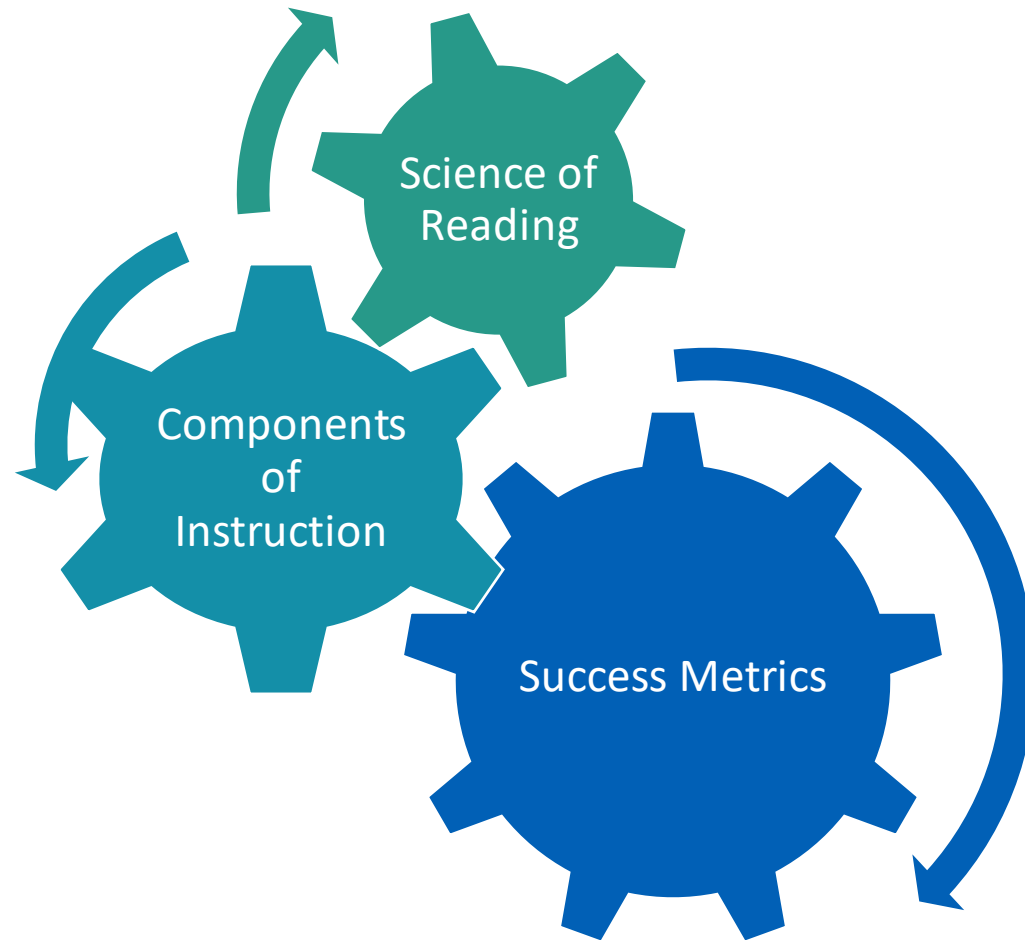 Science of
Reading
Components
of
Instruction
Success Metrics